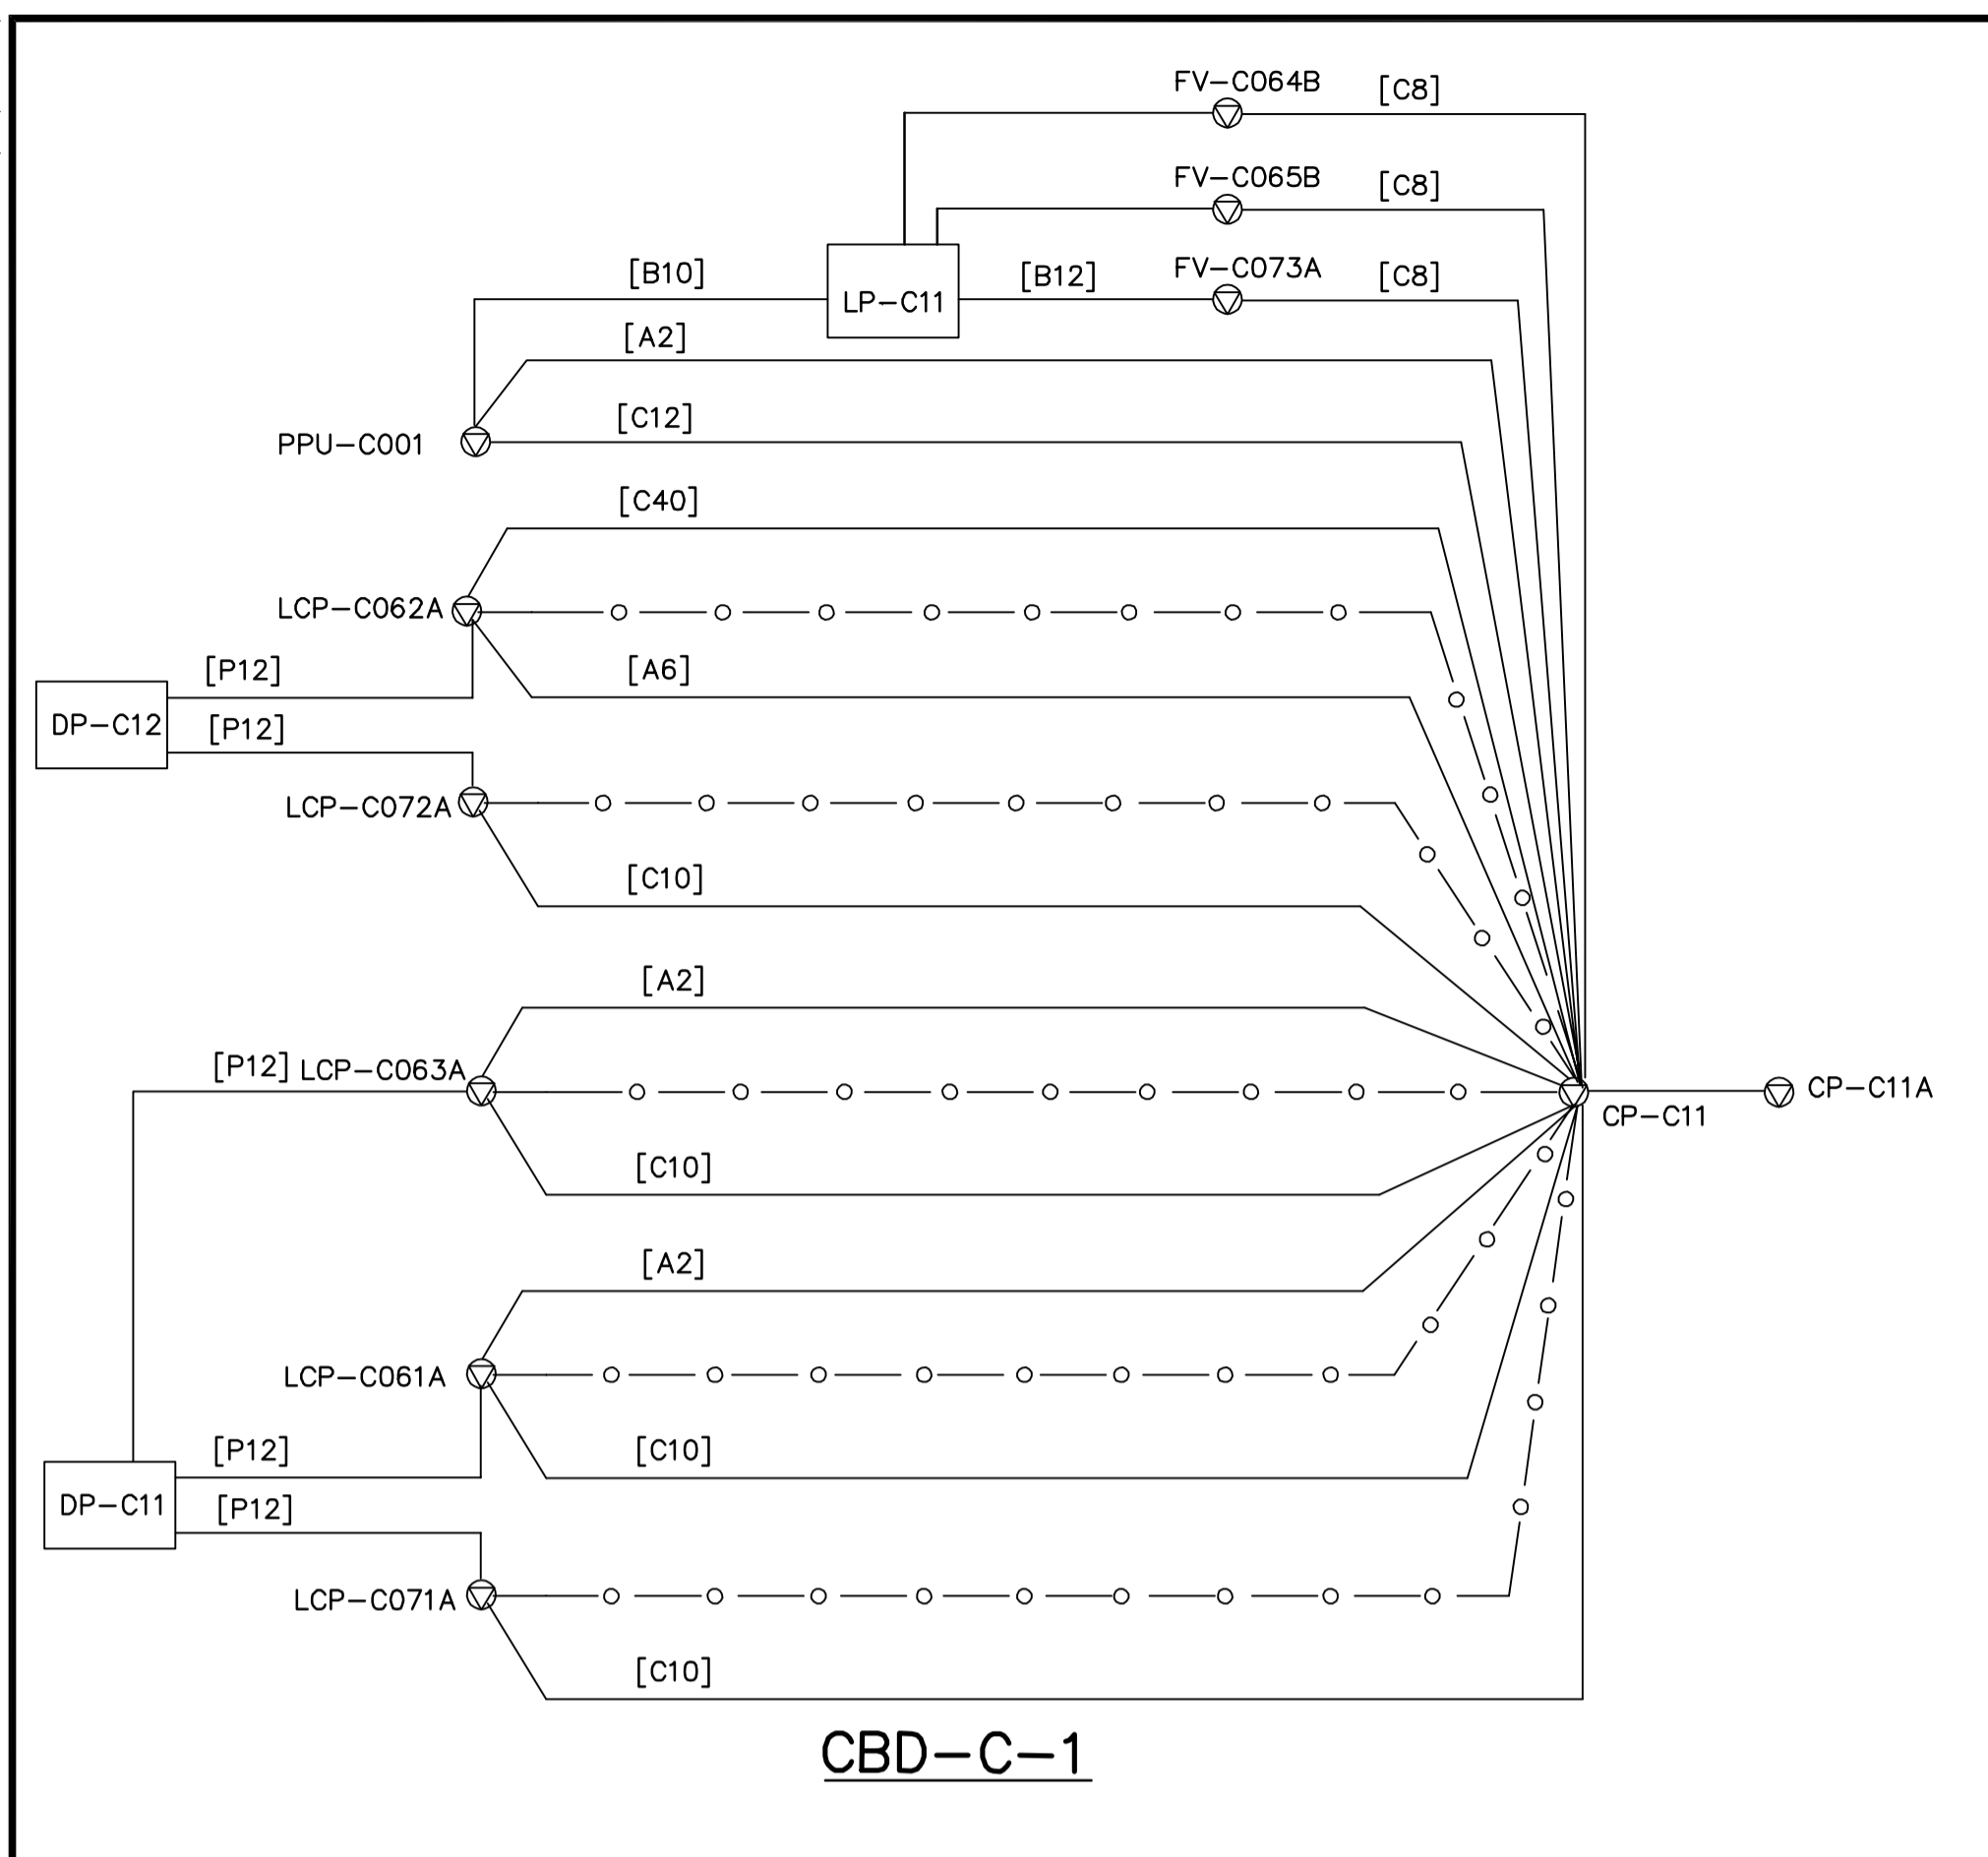 FV-C064B [C8]
FV-C065B [C8]
[B10] LP-C11 [B12] FV-C073A [C8]
[A2]
PPU-C001 [C12]
[C40]
LCP-C062A
[P12] [A6]
DP-C12
[P12]
LCP-C072A
[C10]
[A2]
[P12] LCP-C063A
CP-C11 CP-C11A
[C10]
[A2]
LCP-C061A
[P12] [C10]
DP-C11
[P12]
LCP-C071A
[C10]
CBD-C-1